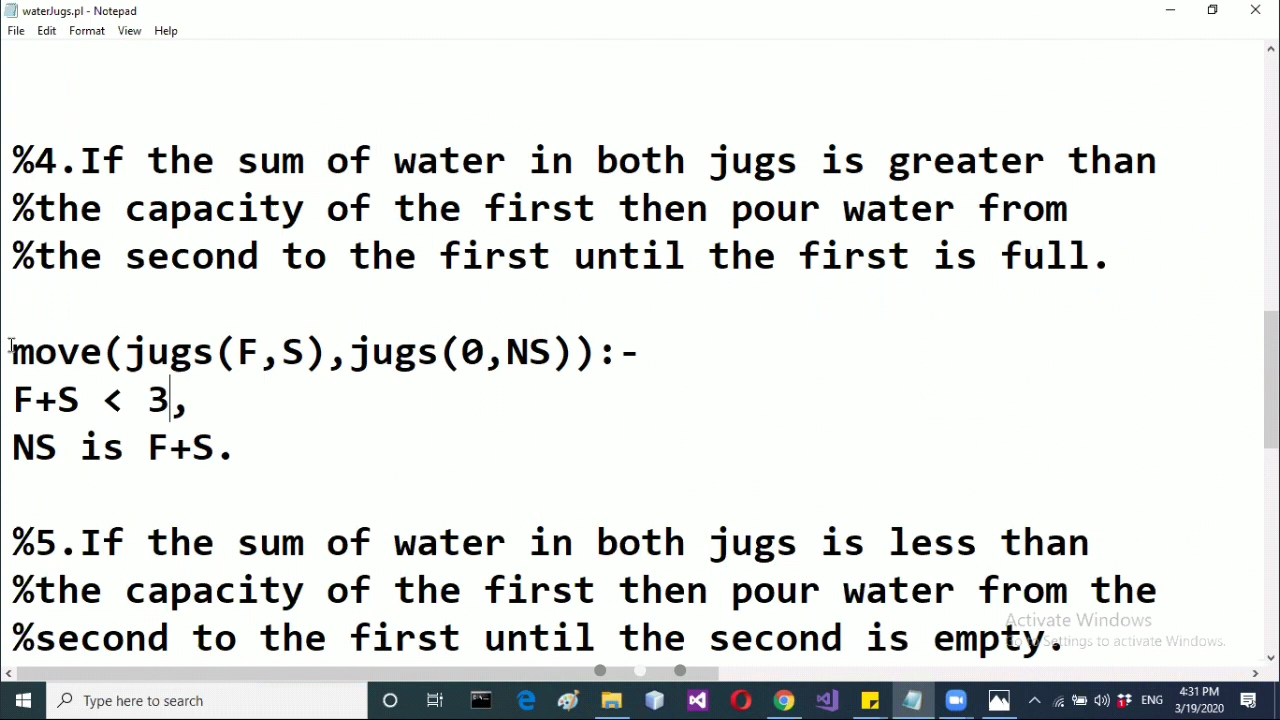 waterJugs.pl - Notepad
File Edit Format View Help
%4.If the sum of water in both jugs is greater than
%the capacity of the first then pour water from
%the second to the first until the first is full.
move(jugs(F,S),jugs(0,NS)):-
F+S < 3,
NS is F+S.
%5.If the sum of water in both jugs is less than
%the capacity of the first then pour water from the
%second to the first until the second is empty.
Activate Windows
Go to Settings to activate Windows.
Type here to search
ENG
4:31 PM
3/19/2020